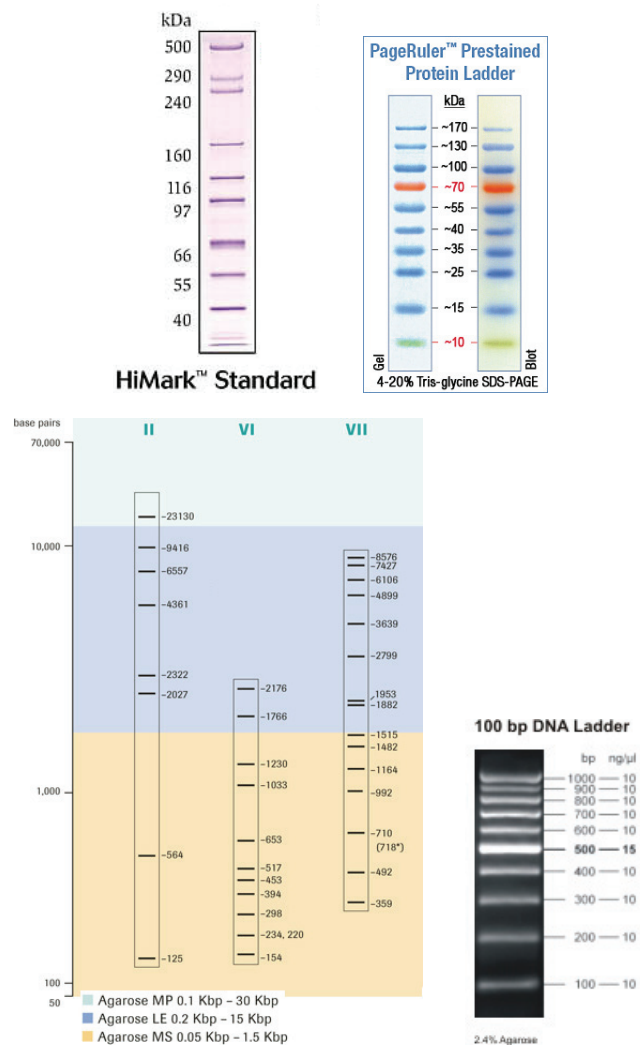 kDa
500
290
240
160
116
97
66
55
40
HiMark™ Standard
PageRuler™ Prestained
Protein Ladder
kDa
~170
~130
~100
~70
~55
~40
~35
~25
~15
~10
Gel
Blot
4-20% Tris-glycine SDS-PAGE
base pairs
70,000
10,000
1,000
100
50
II
VI
VII
-23130
-9416
-6557
-4361
-2322
-2027
-564
-125
-2176
-1766
-1230
-1033
-653
-517
-453
-394
-298
-234, 220
-154
-8576
-7427
-6106
-4899
-3639
-2799
1953
-1882
-1515
-1482
-1164
-992
-710
(718*)
-492
-359
Agarose MP 0.1 Kbp – 30 Kbp
Agarose LE 0.2 Kbp – 15 Kbp
Agarose MS 0.05 Kbp – 1.5 Kbp
100 bp DNA Ladder
bp ng/µl
1000 — 10
900 — 10
800 — 10
700 — 10
600 — 10
500 — 15
400 — 10
300 — 10
200 — 10
100 — 10
2.4% Agarose